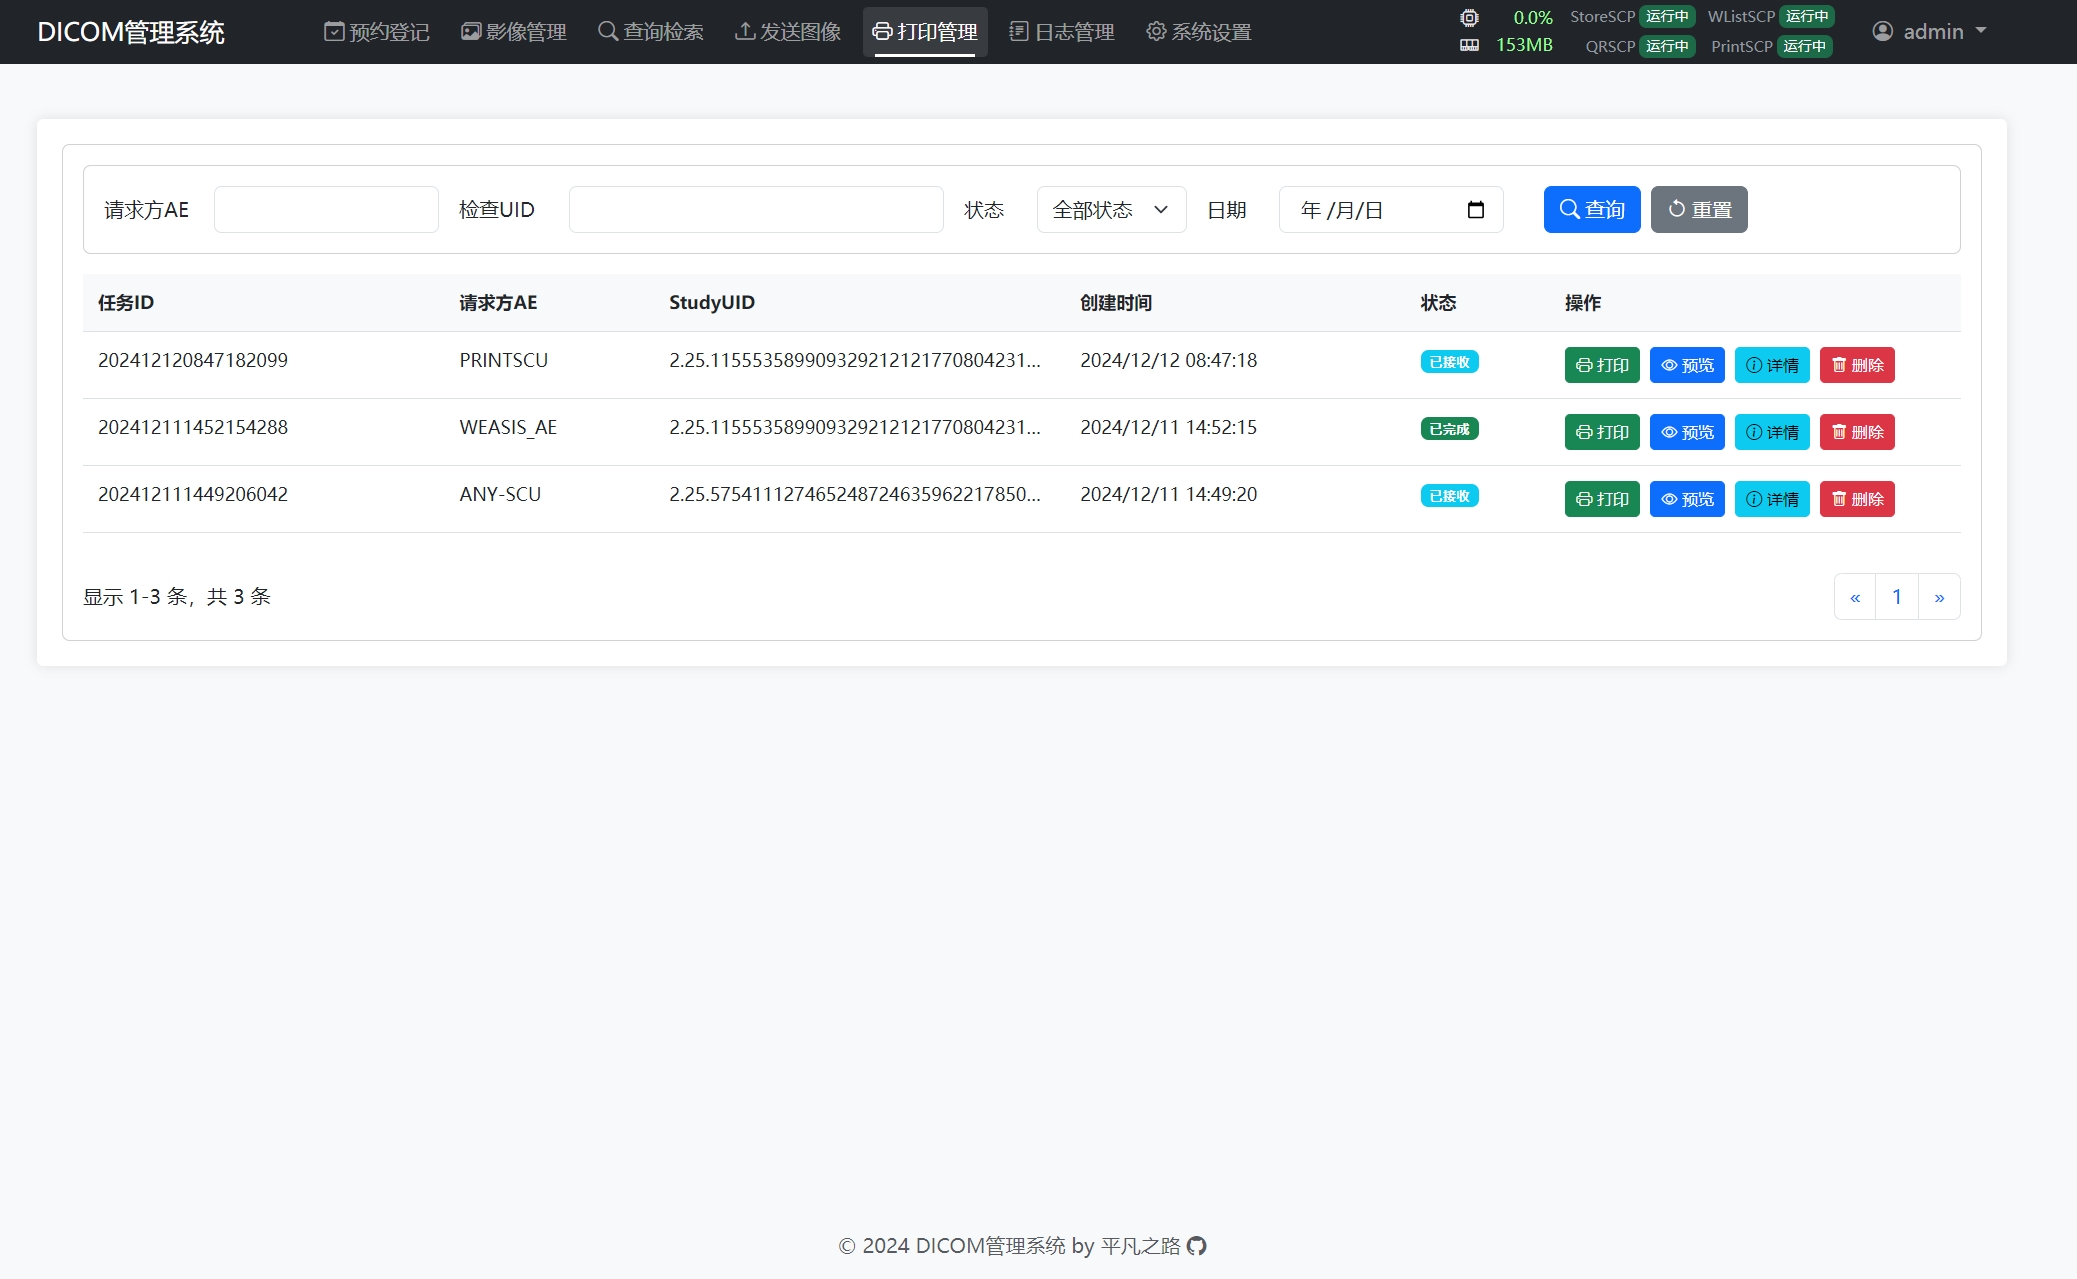 DICOM管理系统 预约登记 影像管理 查询检索 发送图像 打印管理 日志管理 系统设置 0.0% StoreSCP 运行中 WListSCP 运行中 admin
153MB QRSCP 运行中 PrintSCP 运行中
请求方AE 检查UID 状态 全部状态 日期 年 /月/日 查询 重置
任务ID 请求方AE StudyUID 创建时间 状态 操作
202412120847182099 PRINTSCU 2.25.115553589909329212121770804231... 2024/12/12 08:47:18 已接收 打印 预览 详情 删除
202412111452154288 WEASIS_AE 2.25.115553589909329212121770804231... 2024/12/11 14:52:15 已完成 打印 预览 详情 删除
202412111449206042 ANY-SCU 2.25.575411127465248724635962217850... 2024/12/11 14:49:20 已接收 打印 预览 详情 删除
显示 1-3 条，共 3 条 « 1 »
© 2024 DICOM管理系统 by 平凡之路